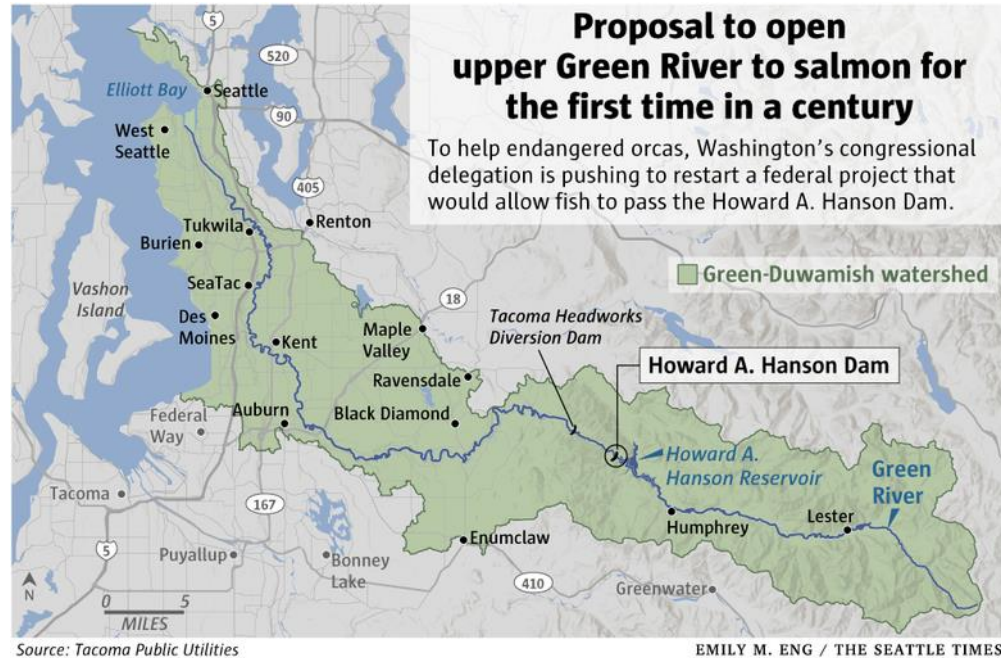 Proposal to open
upper Green River to salmon for
the first time in a century
To help endangered orcas, Washington's congressional
delegation is pushing to restart a federal project that
would allow fish to pass the Howard A. Hanson Dam.
Green-Duwamish watershed
5
520
Elliott Bay
Seattle
90
West
Seattle
405
Renton
Tukwila
Burien
SeaTac
Vashon
Island
18
Des
Moines
Kent
Maple
Valley
Tacoma Headworks
Diversion Dam
Howard A. Hanson Dam
Ravensdale
Auburn
Black Diamond
Federal
Way
Howard A.
Hanson Reservoir
Green
River
Tacoma
167
Humphrey
Lester
Enumclaw
5
Puyallup
Bonney
Lake
410
Greenwater
N
0 5
MILES
Source: Tacoma Public Utilities
EMILY M. ENG / THE SEATTLE TIMES